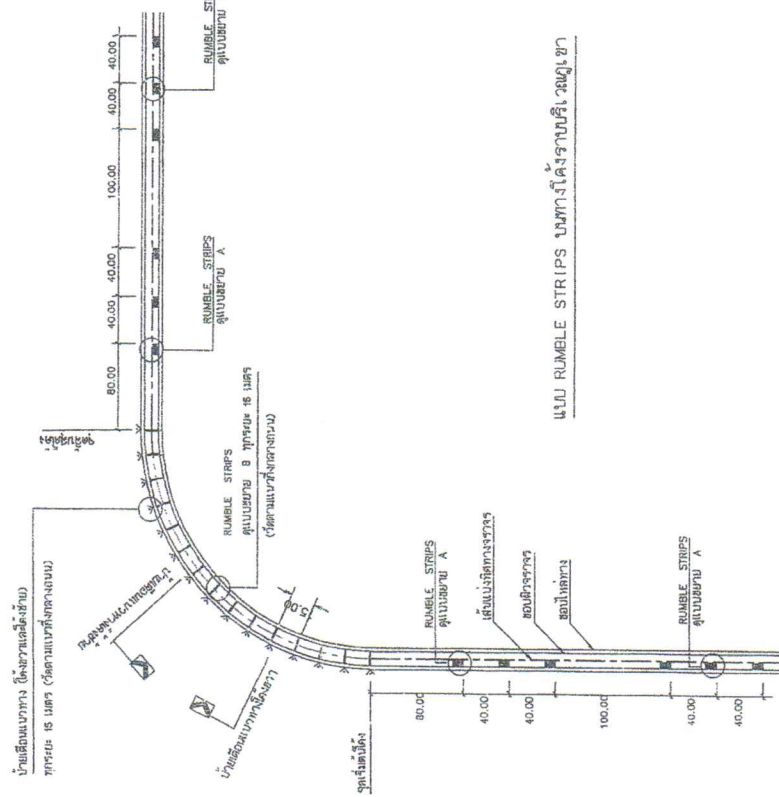 40.00
40.00
100.00
40.00
40.00
80.00
RUMBLE STRIPS
ดูแบบขยาย A
RUMBLE ST
ดูแบบขยาย
จุดสิ้นสุดโค้ง
ป้ายเตือนแนวทาง (โค้งขวาและโค้งซ้าย)
ทุกระยะ 16 เมตร (วัดตามแนวกึ่งกลางถนน)
RUMBLE STRIPS
ดูแบบขยาย B ทุกระยะ 16 เมตร
(วัดตามแนวกึ่งกลางถนน)
15.00
ป้ายเตือนแนวทางโค้งขวา
จุดเริ่มต้นโค้ง
80.00
40.00
40.00
100.00
40.00
40.00
RUMBLE STRIPS
ดูแบบขยาย A
เส้นแบ่งทิศทางจราจร
ขอบผิวจราจร
ขอบไหล่ทาง
RUMBLE STRIPS
ดูแบบขยาย A
แบบ RUMBLE STRIPS บนทางโค้งราบบริเวณภูเขา